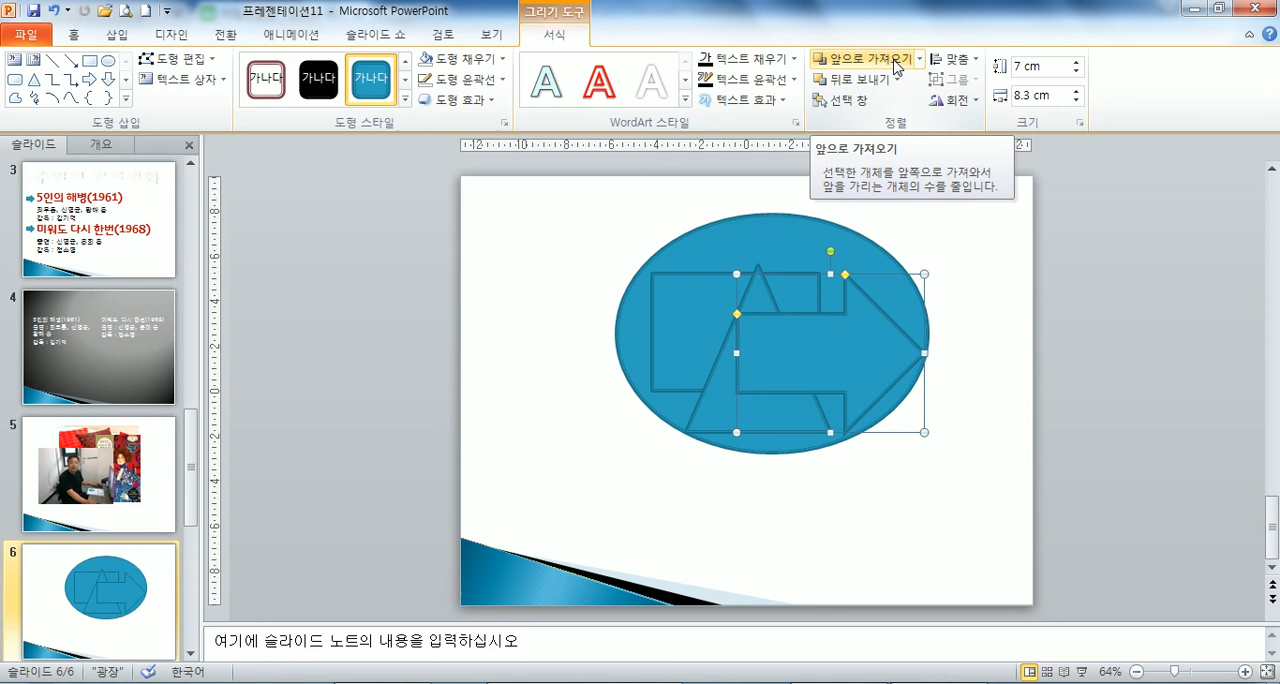 프레젠테이션11 - Microsoft PowerPoint
그리기 도구
파일 홈 삽입 디자인 전환 애니메이션 슬라이드 쇼 검토 보기 서식
도형 편집
텍스트 상자
도형 삽입
가나다 가나다 가나다
도형 채우기
도형 윤곽선
도형 효과
도형 스타일
A A A
텍스트 채우기
텍스트 윤곽선
텍스트 효과
WordArt 스타일
앞으로 가져오기
뒤로 보내기
선택 창
맞춤
그룹
회전
정렬
7 cm
8.3 cm
크기
앞으로 가져오기
선택한 개체를 앞쪽으로 가져와서
앞을 가리는 개체의 수를 줄입니다.
슬라이드 개요
3
5인의 해병(1961)
감독 : 김기덕
미워도 다시 한번(1968)
감독 : 정소영
4
5
6
여기에 슬라이드 노트의 내용을 입력하십시오
슬라이드 6/6 "광장" 한국어 64%